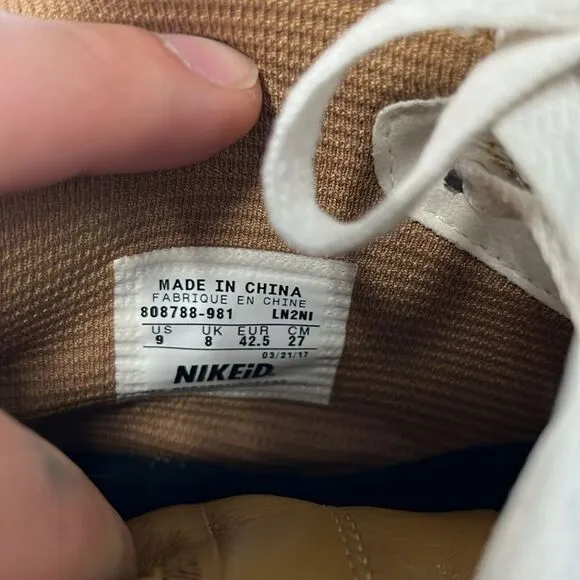 MADE IN CHINA
FABRIQUE EN CHINE
808788-981 LN2NI
US UK EUR CM
9 8 42.5 27
03/21/17
NIKEiD